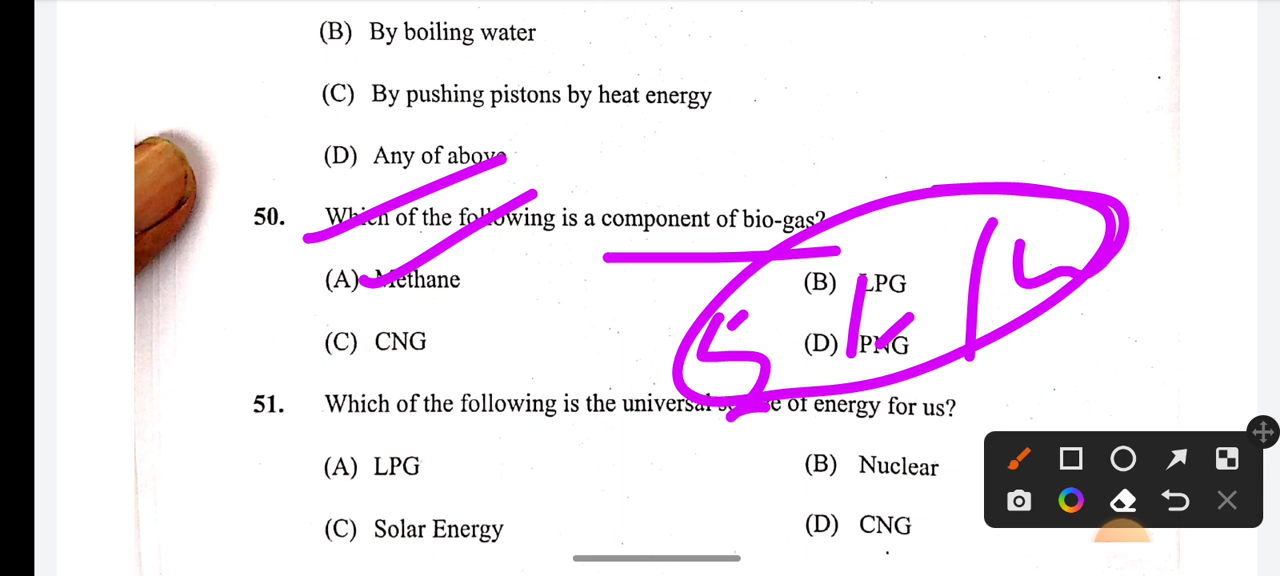 (B) By boiling water
(C) By pushing pistons by heat energy
(D) Any of above
50. Which of the following is a component of bio-gas?
(A) Methane (B) LPG
(C) CNG (D) PNG
51. Which of the following is the universal of energy for us?
(A) LPG (B) Nuclear
(C) Solar Energy (D) CNG